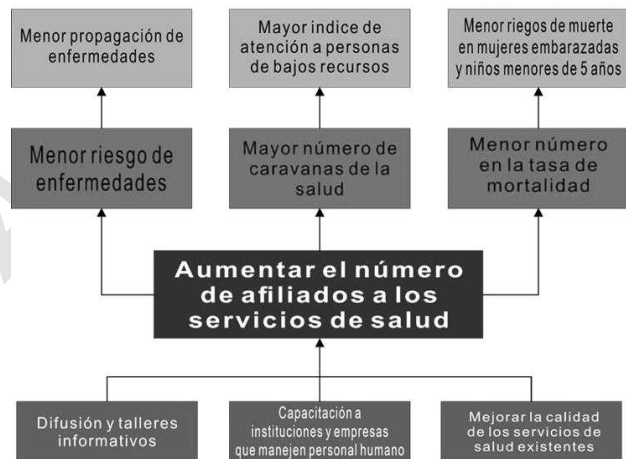 Menor propagación de
enfermedades
Mayor indice de
atención a personas
de bajos recursos
Menor riegos de muerte
en mujeres embarazadas
y niños menores de 5 años
Menor riesgo de
enfermedades
Mayor número de
caravanas de la
salud
Menor número
en la tasa de
mortalidad
Aumentar el número
de afiliados a los
servicios de salud
Difusión y talleres
informativos
Capacitación a
instituciones y empresas
que manejen personal humano
Mejorar la calidad
de los servicios de
salud existentes